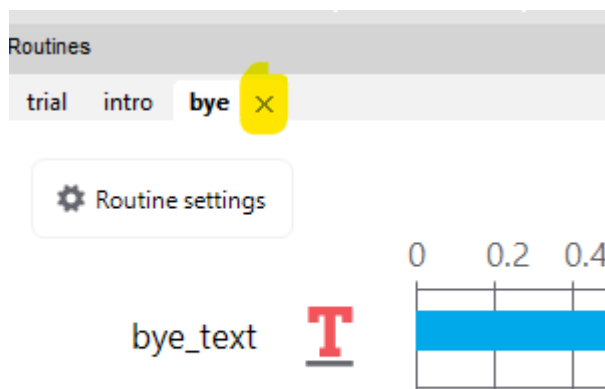 Routines
trial intro bye ×
Routine settings
0 0.2 0.4
bye_text T